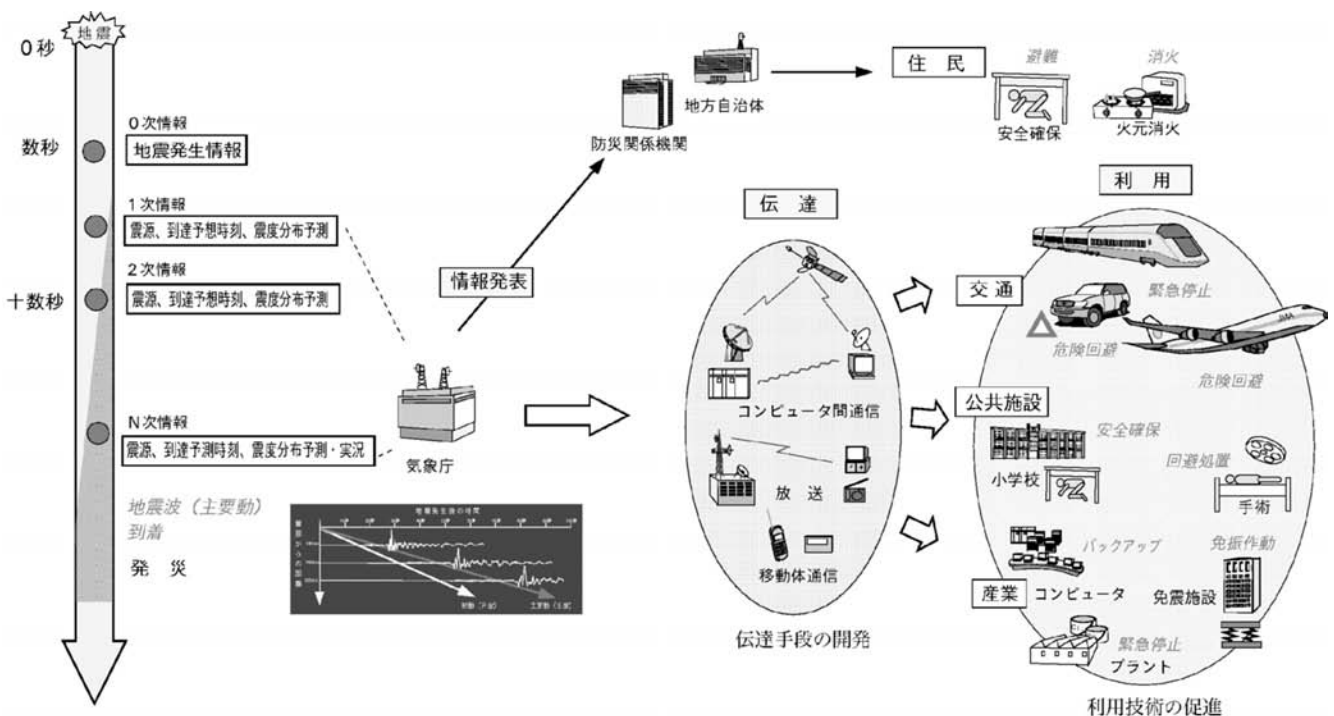 地震
0秒
数秒
0次情報
地震発生情報
1次情報
震源、到達予想時刻、震度分布予測
2次情報
震源、到達予想時刻、震度分布予測
十数秒
N次情報
震源、到達予測時刻、震度分布予測・実況
地震波（主要動）
到着
発災
気象庁
情報発表
防災関係機関
地方自治体
住民
避難
安全確保
消火
火元消火
伝達
コンピュータ間通信
放送
移動体通信
伝達手段の開発
利用
交通
緊急停止
危険回避
危険回避
公共施設
安全確保
小学校
回避処置
手術
バックアップ
免振作動
産業
コンピュータ
免震施設
緊急停止
プラント
利用技術の促進